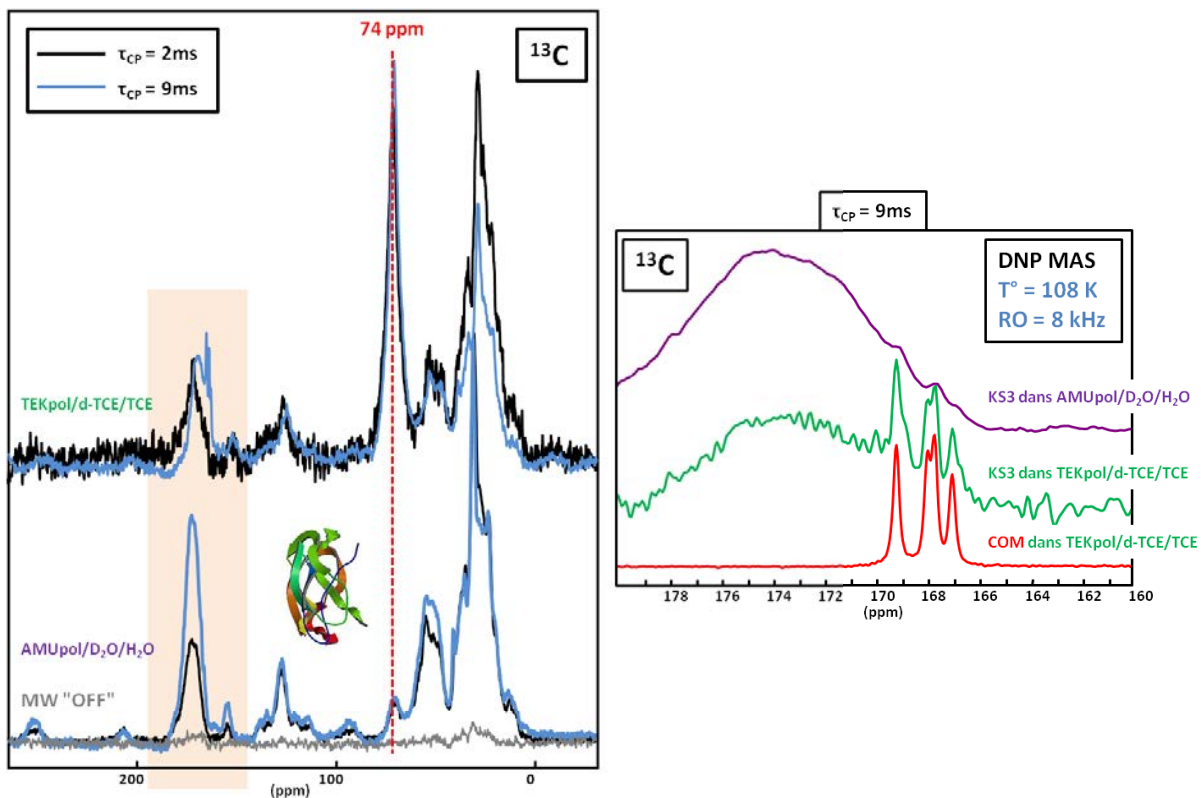 τCP = 2ms
τCP = 9ms
74 ppm
13C
TEKpol/d-TCE/TCE
AMUpol/D2O/H2O
MW "OFF"
200
100
0
(ppm)
τCP = 9ms
13C
DNP MAS
T° = 108 K
RO = 8 kHz
KS3 dans AMUpol/D2O/H2O
KS3 dans TEKpol/d-TCE/TCE
COM dans TEKpol/d-TCE/TCE
178
176
174
172
170
168
166
164
162
160
(ppm)